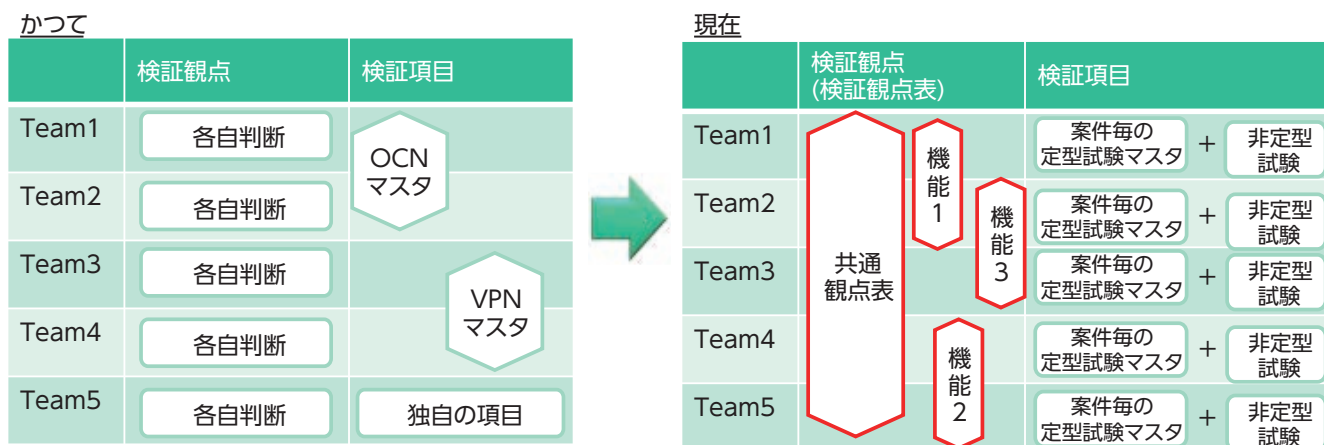 かつて
検証観点
検証項目
Team1
各自判断
OCN
マスタ
Team2
各自判断
Team3
各自判断
VPN
マスタ
Team4
各自判断
Team5
各自判断
独自の項目
現在
検証観点
(検証観点表)
検証項目
共通
観点表
機能1
機能3
機能2
Team1
案件毎の
定型試験マスタ
+
非定型
試験
Team2
案件毎の
定型試験マスタ
+
非定型
試験
Team3
案件毎の
定型試験マスタ
+
非定型
試験
Team4
案件毎の
定型試験マスタ
+
非定型
試験
Team5
案件毎の
定型試験マスタ
+
非定型
試験